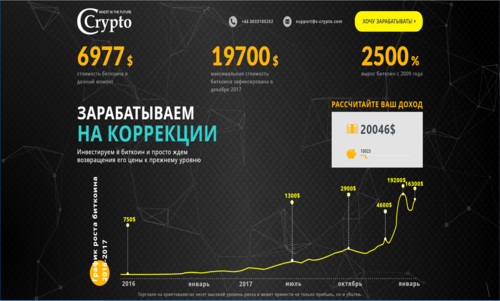 INVEST IN THE FUTURE
Crypto
+44 2033185252
support@c-crypto.com
ХОЧУ ЗАРАБАТЫВАТЬ!
6977$
19700$
2500%
стоимость биткоина в
данный момент
максимальная стоимость
биткоина зафиксирована в
декабре 2017
вырос биткоин с 2009 года
ЗАРАБАТЫВАЕМ
НА КОРРЕКЦИИ
Инвестируем в биткоин и просто ждем
возвращения его цены к прежнему уровню
РАССЧИТАЙТЕ ВАШ ДОХОД
20046$
10023
график роста биткоина
2016-2017
750$
1300$
2900$
4600$
19200$
16300$
2016
январь
2017
июль
октябрь
январь
Торговля на криптовалютах несет высокий уровень риска и может принести не только прибыль, но и убытки.